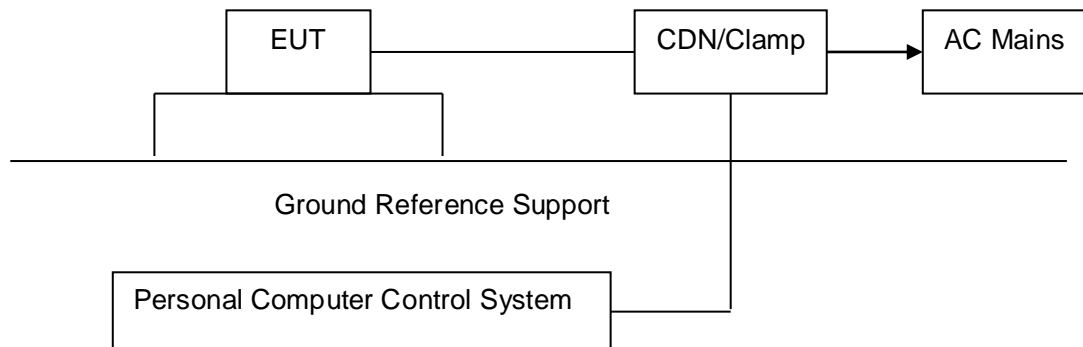 EUT
CDN/Clamp
AC Mains
Ground Reference Support
Personal Computer Control System